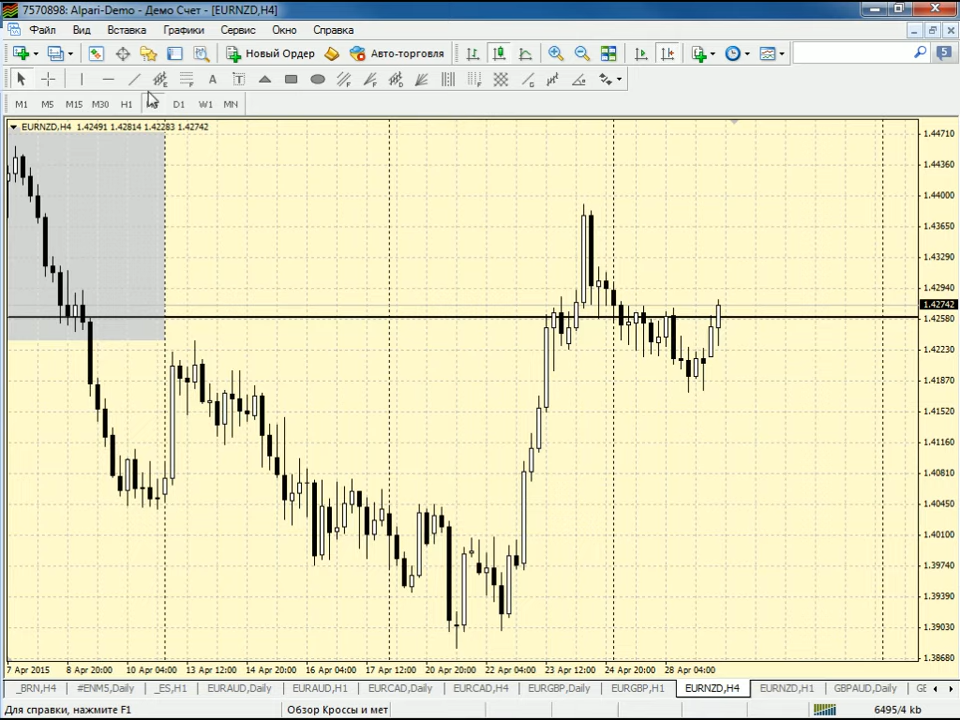 7570898: Alpari-Demo - Демо Счет - [EURNZD,H4]
Файл Вид Вставка Графики Сервис Окно Справка
Новый Ордер Авто-торговля 5
A T
M1 M5 M15 M30 H1 D1 W1 MN
EURNZD,H4 1.42491 1.42814 1.42283 1.42742
1.44710
1.44360
1.44000
1.43650
1.43290
1.42940
1.42742
1.42580
1.42230
1.41870
1.41520
1.41160
1.40810
1.40450
1.40100
1.39740
1.39390
1.39030
1.38680
7 Apr 2015 8 Apr 20:00 10 Apr 04:00 13 Apr 12:00 14 Apr 20:00 16 Apr 04:00 17 Apr 12:00 20 Apr 20:00 22 Apr 04:00 23 Apr 12:00 24 Apr 20:00 28 Apr 04:00
_BRN,H4 #ENM5,Daily _ES,H1 EURAUD,Daily EURAUD,H1 EURCAD,Daily EURCAD,H4 EURGBP,Daily EURGBP,H1 EURNZD,H4 EURNZD,H1 GBPAUD,Daily
Для справки, нажмите F1 Обзор Кроссы и мет 6495/4 kb